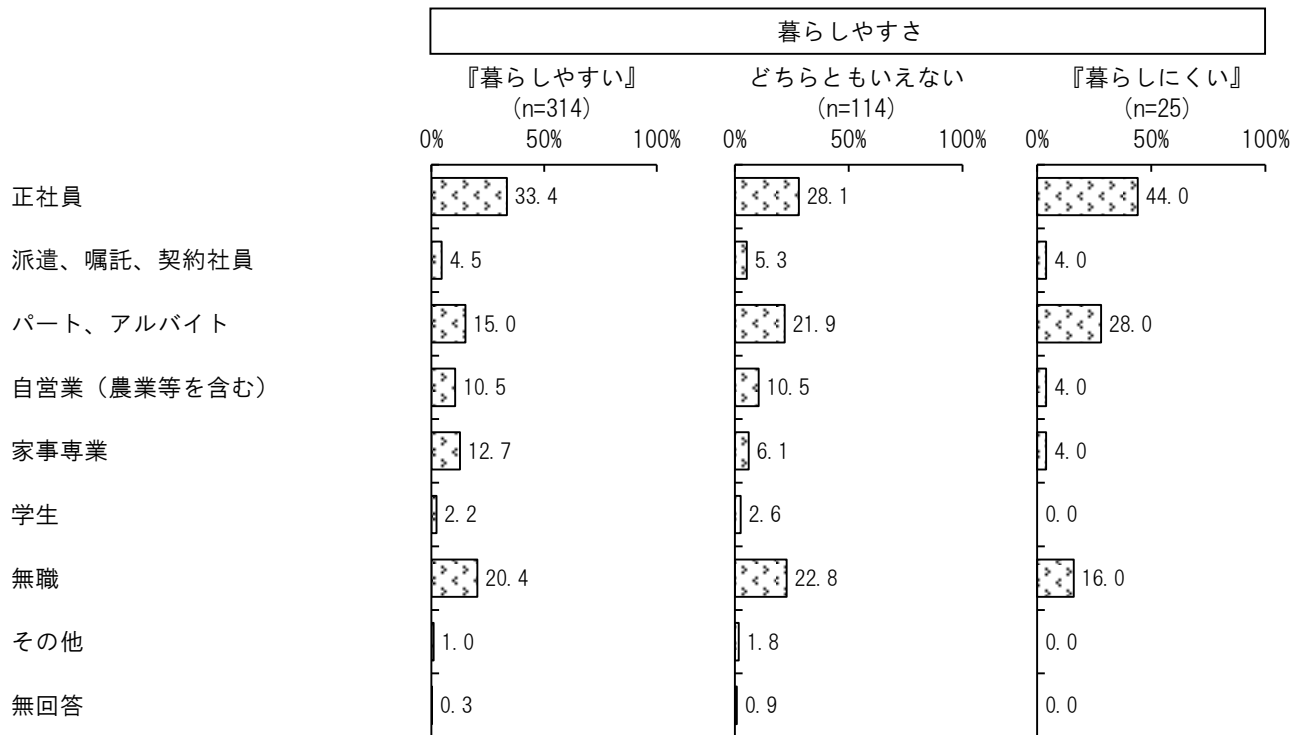 暮らしやすさ
『暮らしやすい』 どちらともいえない 『暮らしにくい』
(n=314) (n=114) (n=25)
0% 50% 100% 0% 50% 100% 0% 50% 100%
正社員 33.4 28.1 44.0
派遣、嘱託、契約社員 4.5 5.3 4.0
パート、アルバイト 15.0 21.9 28.0
自営業（農業等を含む） 10.5 10.5 4.0
家事専業 12.7 6.1 4.0
学生 2.2 2.6 0.0
無職 20.4 22.8 16.0
その他 1.0 1.8 0.0
無回答 0.3 0.9 0.0